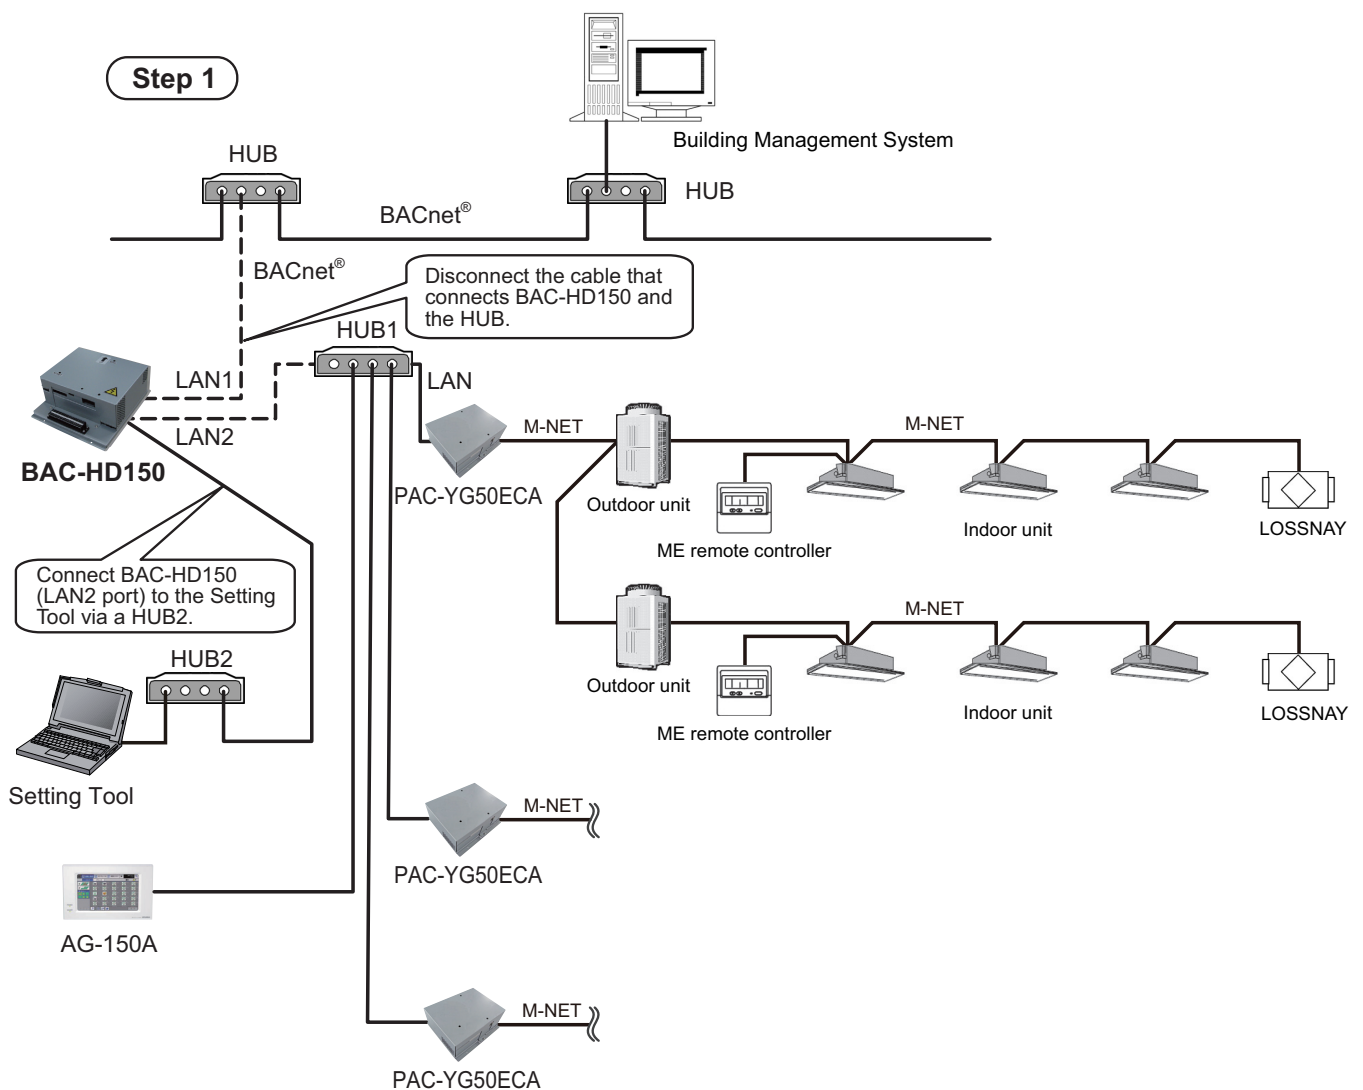 Step 1
Building Management System
HUB
HUB
BACnet®
BACnet®
Disconnect the cable that
connects BAC-HD150 and
the HUB.
HUB1
LAN1
LAN
LAN2
BAC-HD150
M-NET
M-NET
PAC-YG50ECA
Outdoor unit
ME remote controller
Indoor unit
LOSSNAY
Connect BAC-HD150
(LAN2 port) to the Setting
Tool via a HUB2.
M-NET
HUB2
Outdoor unit
ME remote controller
Indoor unit
LOSSNAY
Setting Tool
M-NET
PAC-YG50ECA
AG-150A
M-NET
PAC-YG50ECA